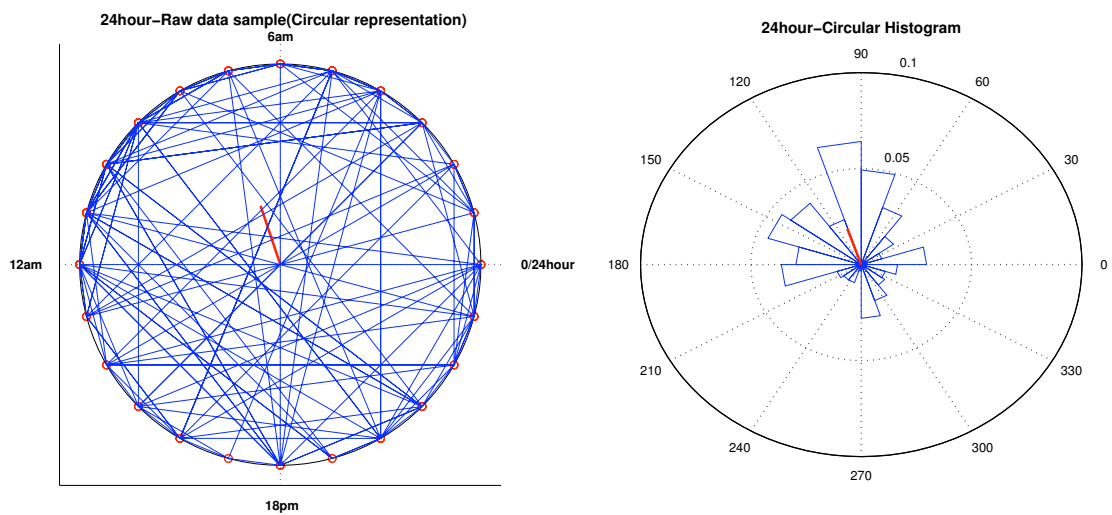 24hour−Raw data sample(Circular representation)
6am
12am
0/24hour
18pm
24hour−Circular Histogram
90
0.1
120
60
0.05
150
30
180
0
210
330
240
300
270